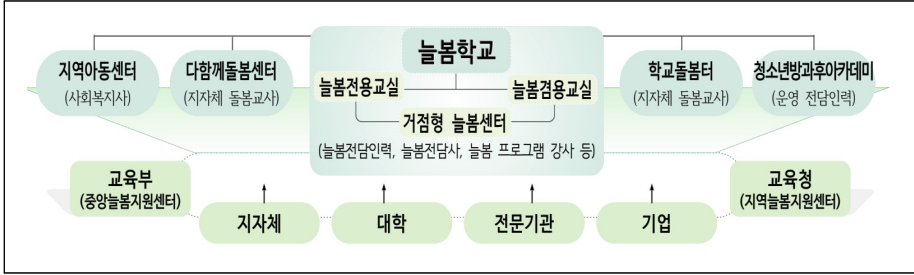 늘봄학교
지역아동센터
(사회복지사)
다함께돌봄센터
(지자체 돌봄교사)
늘봄전용교실
늘봄겸용교실
거점형 늘봄센터
(늘봄전담인력, 늘봄전담사, 늘봄 프로그램 강사 등)
학교돌봄터
(지자체 돌봄교사)
청소년방과후아카데미
(운영 전담인력)
교육부
(중앙늘봄지원센터)
교육청
(지역늘봄지원센터)
지자체
대학
전문기관
기업